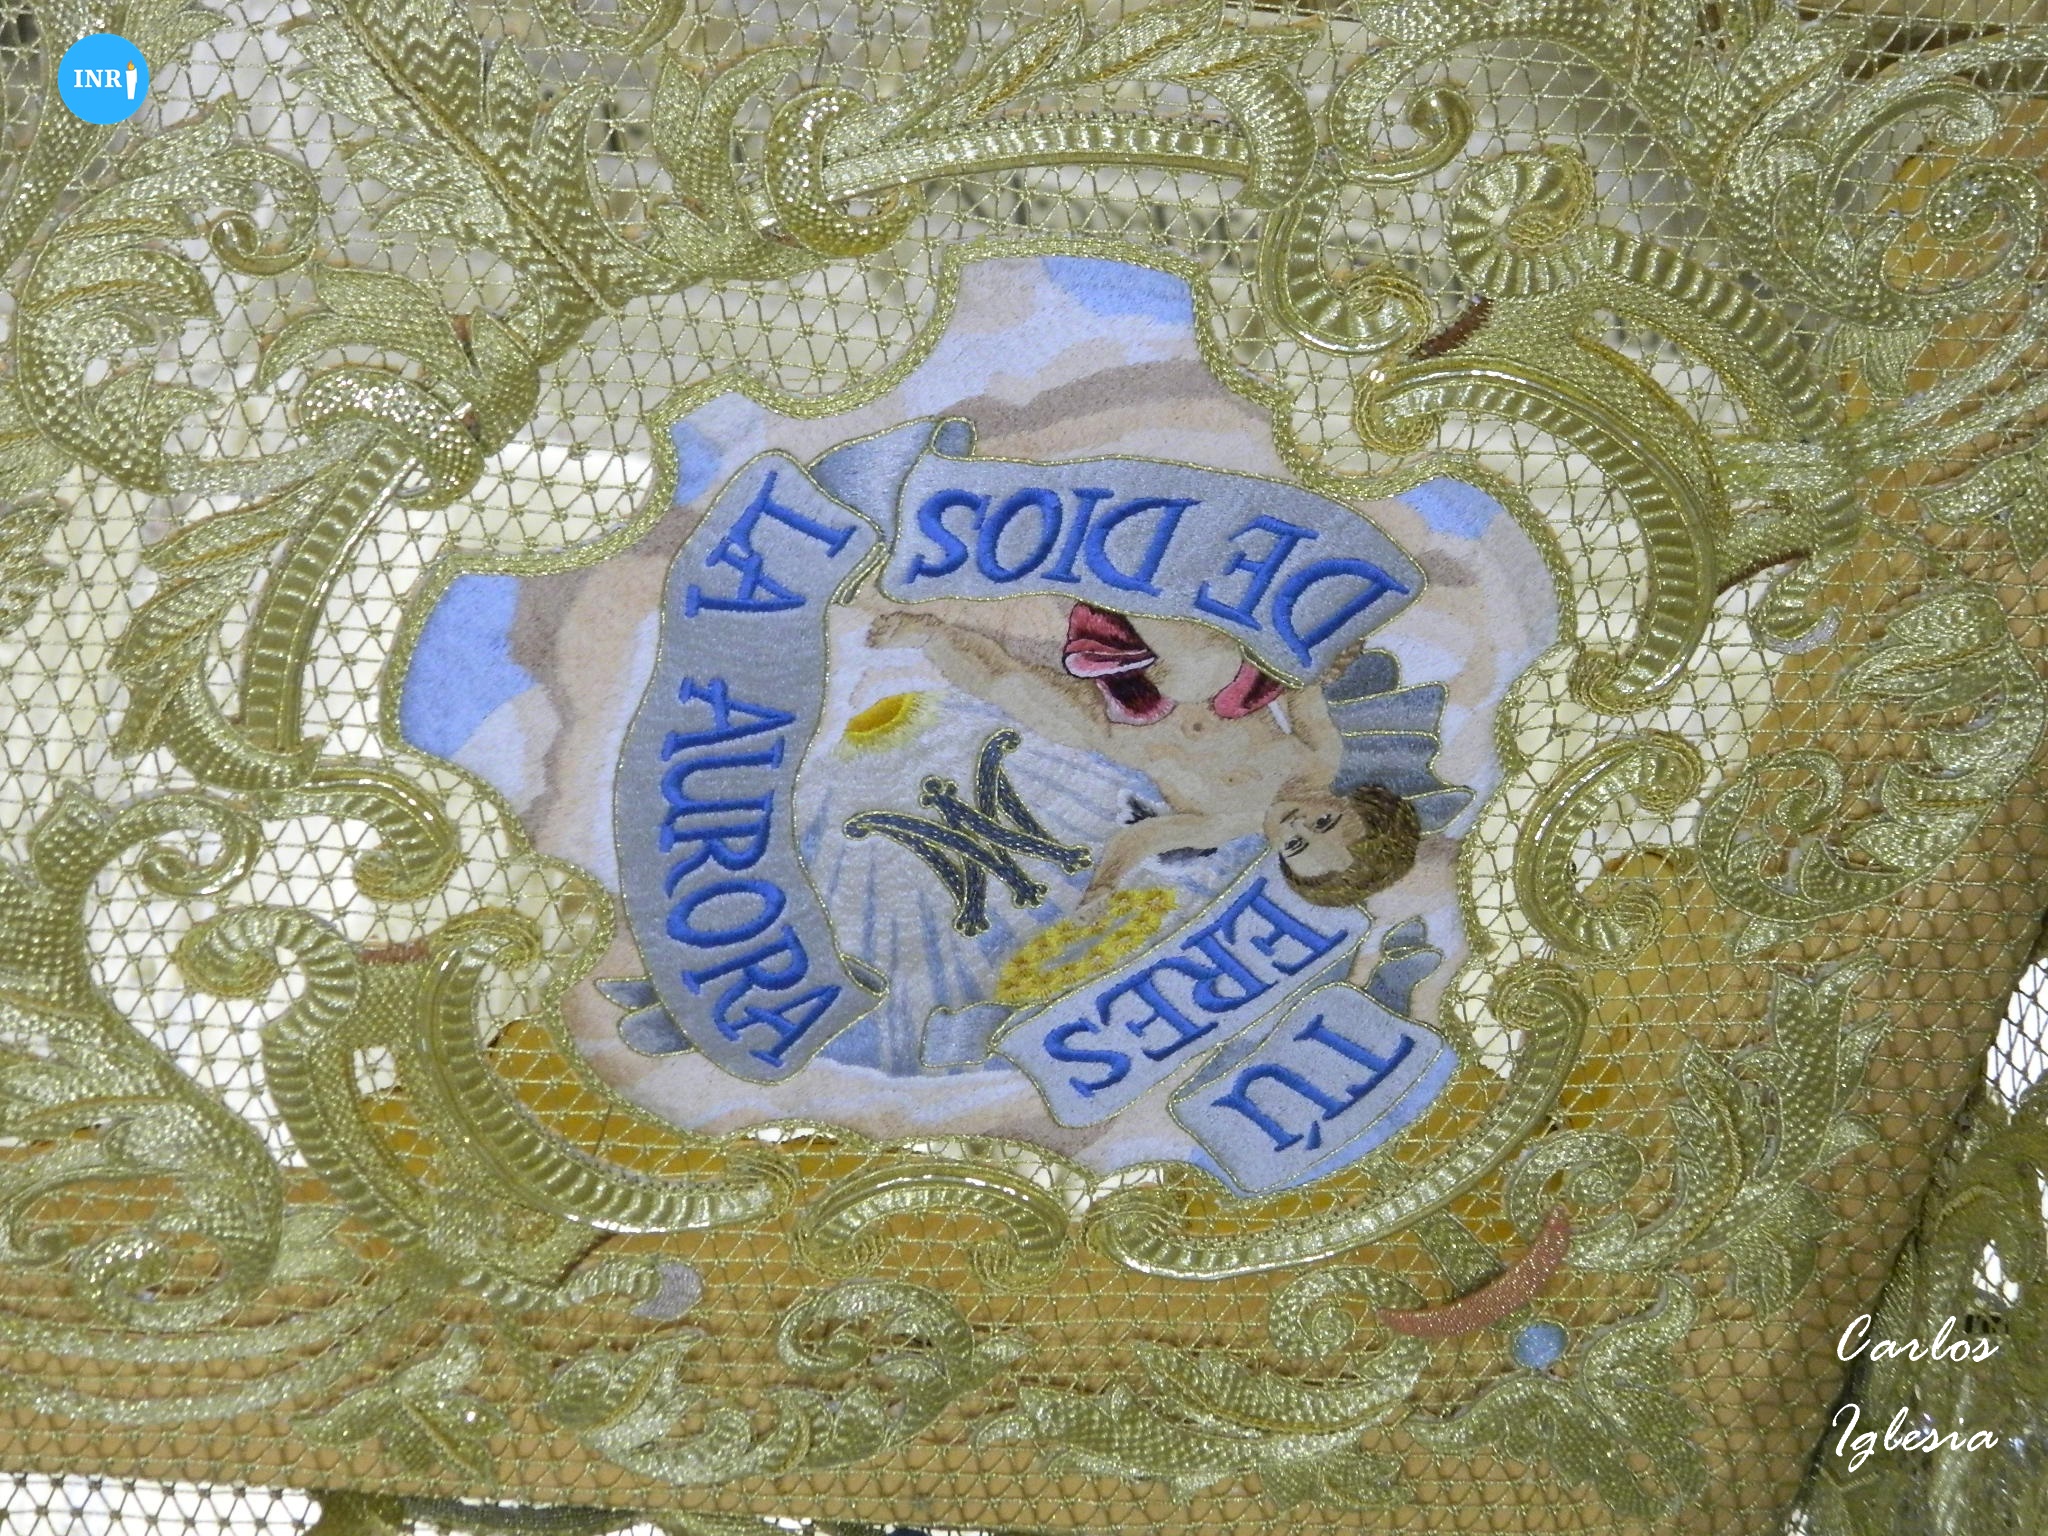 INRI
TÚ
ERES
LA AURORA
DE DIOS
Carlos
Iglesia